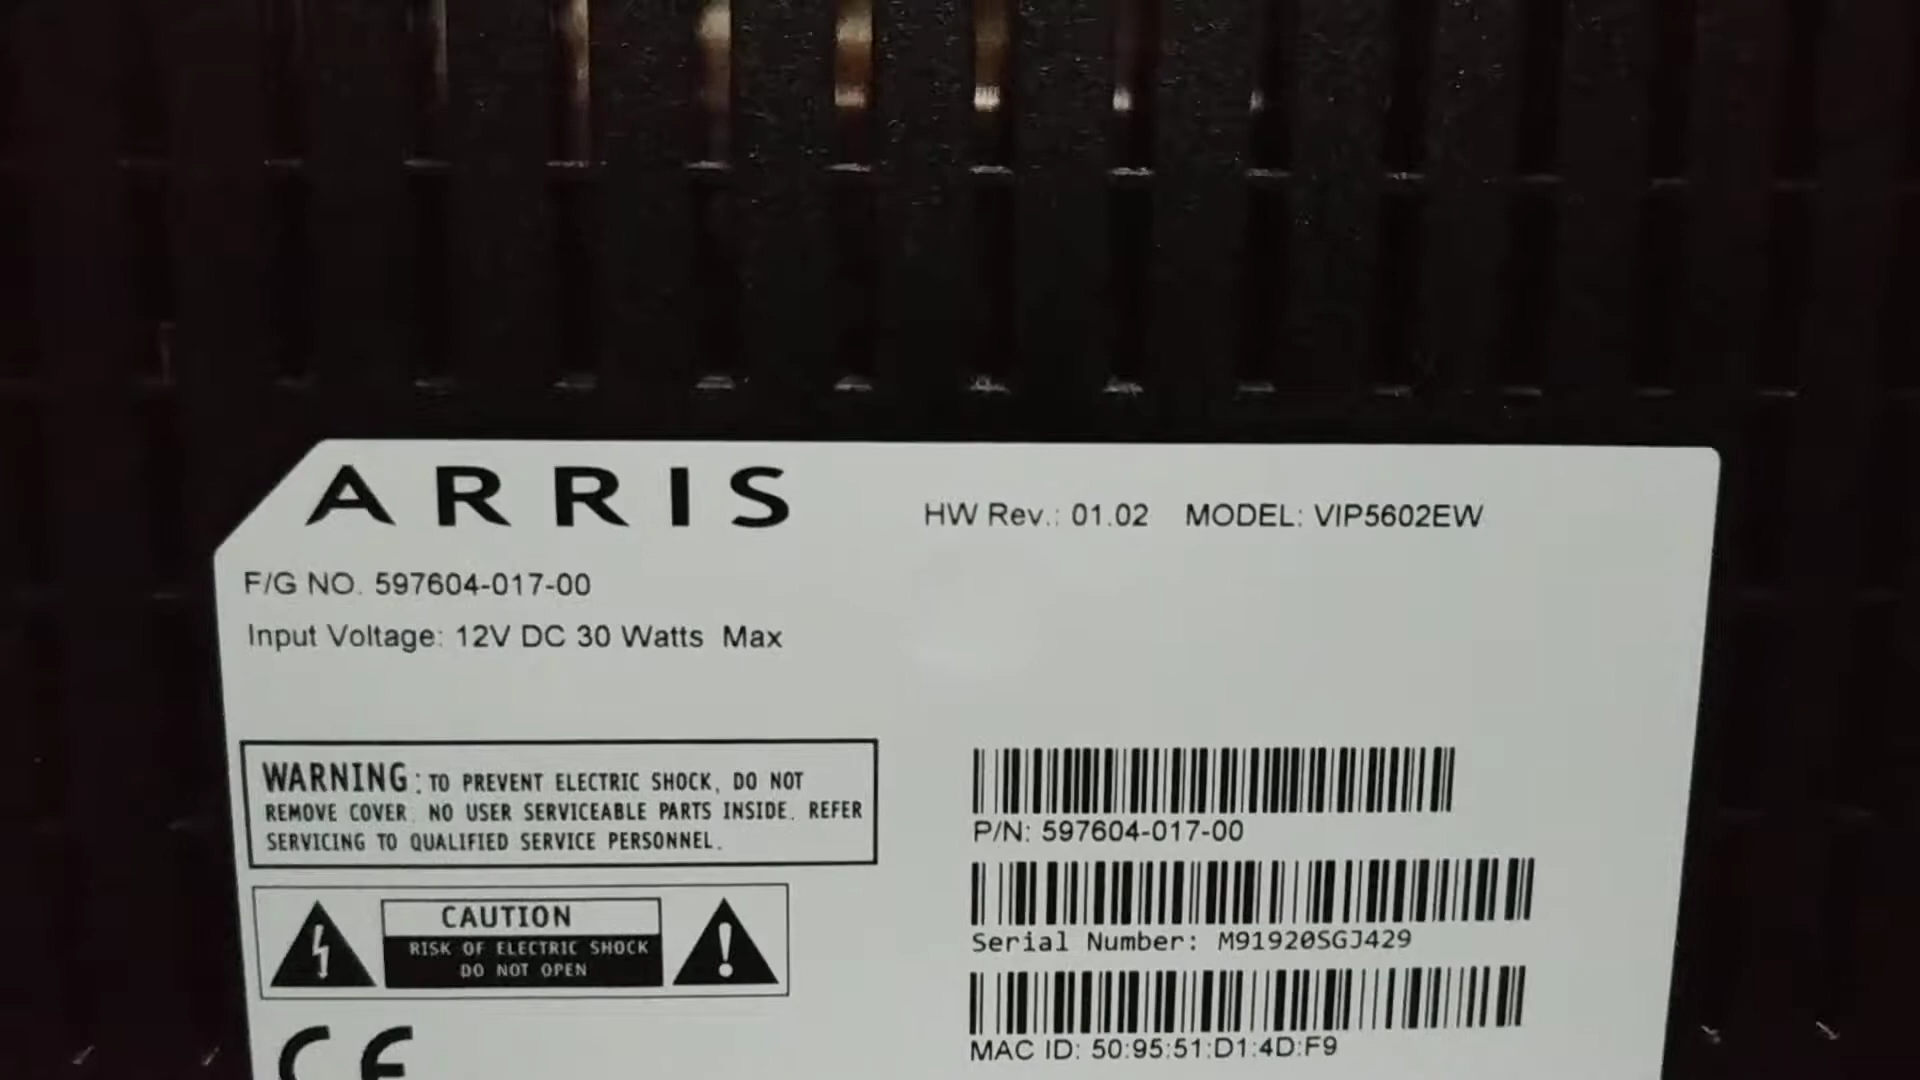 ARRIS
HW Rev.: 01.02 MODEL: VIP5602EW
F/G NO. 597604-017-00
Input Voltage: 12V DC 30 Watts Max
WARNING: TO PREVENT ELECTRIC SHOCK, DO NOT
REMOVE COVER. NO USER SERVICEABLE PARTS INSIDE. REFER
SERVICING TO QUALIFIED SERVICE PERSONNEL.
CAUTION
RISK OF ELECTRIC SHOCK
DO NOT OPEN
CE
P/N: 597604-017-00
Serial Number: M91920SGJ429
MAC ID: 50:95:51:D1:4D:F9